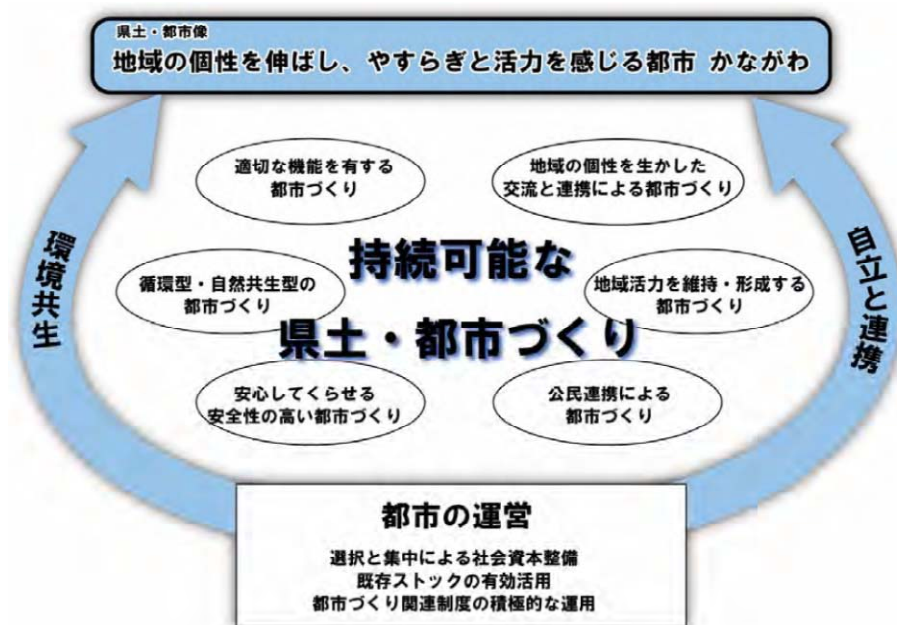 県土・都市像
地域の個性を伸ばし、やすらぎと活力を感じる都市 かながわ
適切な機能を有する
都市づくり
地域の個性を生かした
交流と連携による都市づくり
環境共生
持続可能な
県土・都市づくり
自立と連携
循環型・自然共生型の
都市づくり
地域活力を維持・形成する
都市づくり
安心してくらせる
安全性の高い都市づくり
公民連携による
都市づくり
都市の運営
選択と集中による社会資本整備
既存ストックの有効活用
都市づくり関連制度の積極的な運用